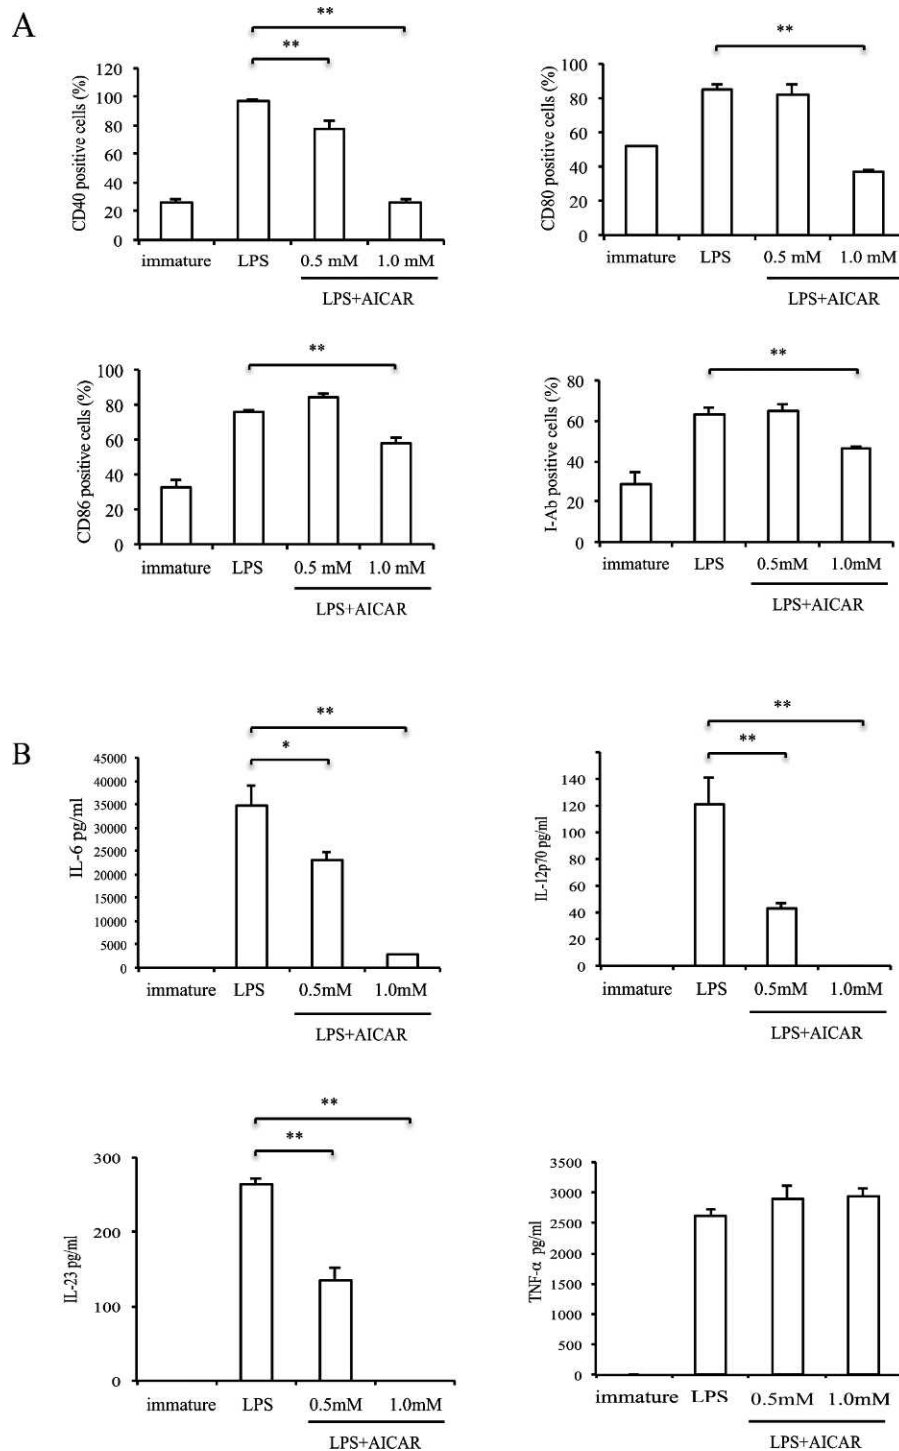 A
**
**
CD40 positive cells (%)
120
100
80
60
40
20
0
immature LPS 0.5 mM 1.0 mM
LPS+AICAR
**
CD80 positive cells (%)
100
80
60
40
20
0
immature LPS 0.5 mM 1.0 mM
LPS+AICAR
**
CD86 positive cells (%)
100
80
60
40
20
0
immature LPS 0.5 mM 1.0 mM
LPS+AICAR
**
I-Ab positive cells (%)
80
60
40
20
0
immature LPS 0.5mM 1.0mM
LPS+AICAR
B
**
*
IL-6 pg/ml
45000
40000
35000
30000
25000
20000
15000
10000
5000
0
immature LPS 0.5mM 1.0mM
LPS+AICAR
**
**
IL-12p70 pg/ml
140
120
100
80
60
40
20
0
immature LPS 0.5mM 1.0mM
LPS+AICAR
**
**
IL-23 pg/ml
300
200
100
0
immature LPS 0.5mM 1.0mM
LPS+AICAR
TNF-α pg/ml
3500
3000
2500
2000
1500
1000
500
0
immature LPS 0.5mM 1.0mM
LPS+AICAR